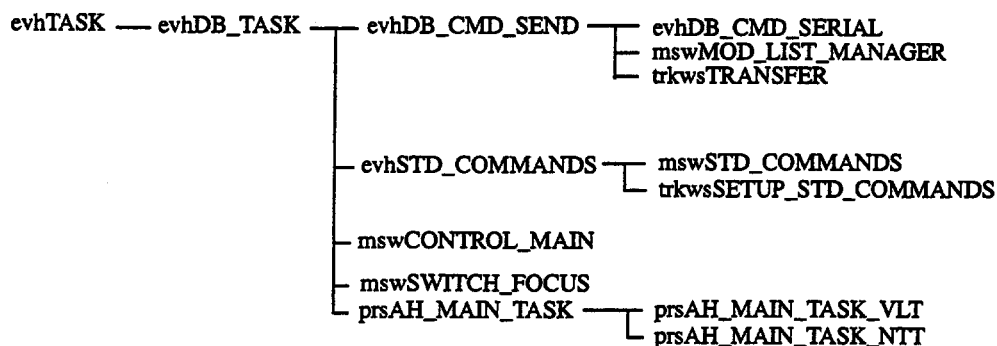 evhTASK evhDB_TASK evhDB_CMD_SEND evhDB_CMD_SERIAL
mswMOD_LIST_MANAGER
trkwsTRANSFER
evhSTD_COMMANDS mswSTD_COMMANDS
trkwsSETUP_STD_COMMANDS
mswCONTROL_MAIN
mswSWITCH_FOCUS
prsAH_MAIN_TASK prsAH_MAIN_TASK_VLT
prsAH_MAIN_TASK_NTT